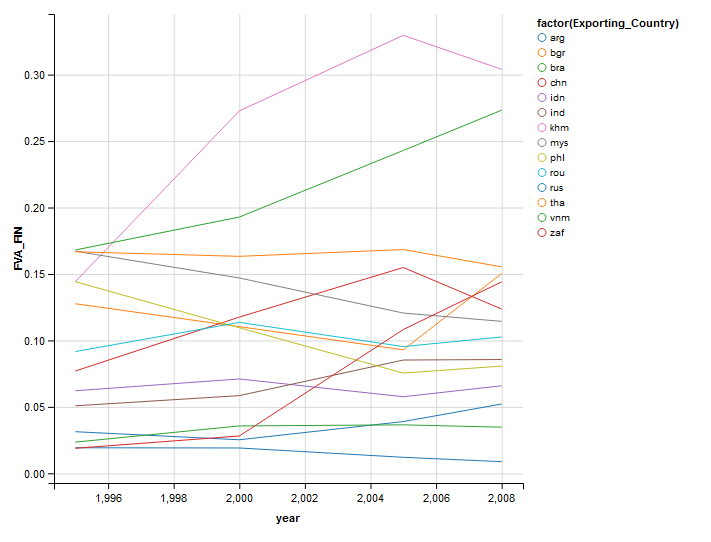 factor(Exporting_Country)
arg
bgr
bra
chn
idn
ind
khm
mys
phl
rou
rus
tha
vnm
zaf
FVA_FIN
0.30
0.25
0.20
0.15
0.10
0.05
0.00
1,996 1,998 2,000 2,002 2,004 2,006 2,008
year